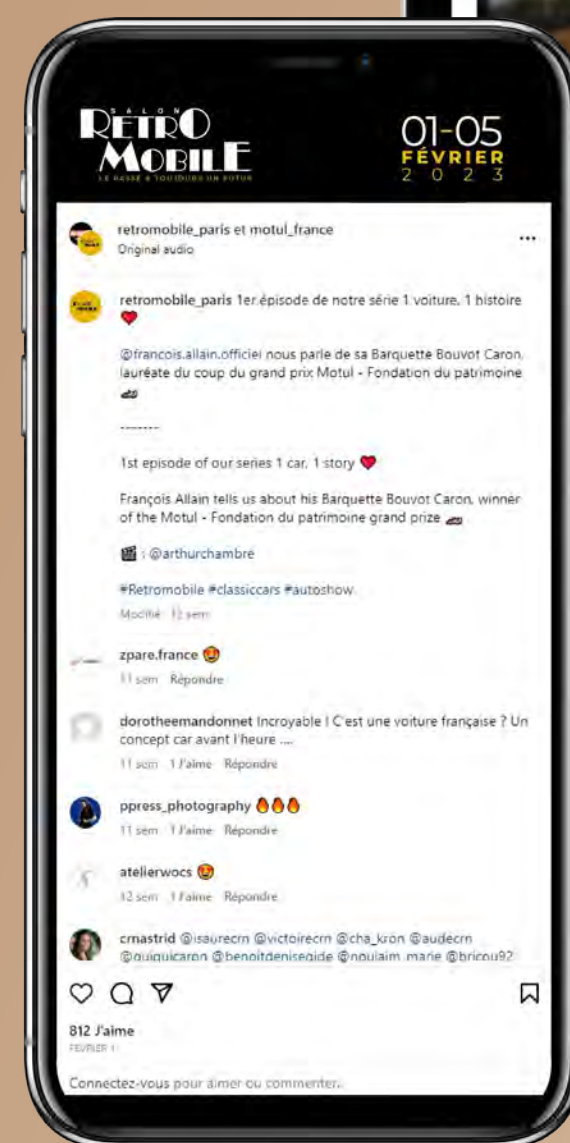 SALON
RETRO
MOBILE
LE PASSÉ A TOUJOURS UN FUTUR
01-05
FÉVRIER
2023
retromobile_paris et motul_france
Original audio
retromobile_paris 1er épisode de notre série 1 voiture, 1 histoire
❤️
@francois.allain.officiel nous parle de sa Barquette Bouvot Caron,
lauréate du coup du grand prix Motul - Fondation du patrimoine
🏎️
-------
1st episode of our series 1 car, 1 story ❤️
François Allain tells us about his Barquette Bouvot Caron, winner
of the Motul - Fondation du patrimoine grand prize 🏎️
🎬 : @arthurchambre
#Retromobile #classiccars #autoshow
Modifié 12 sem
zpare.france 🤩
11 sem Répondre
dorotheemandonnet Incroyable ! C'est une voiture française ? Un
concept car avant l'heure ....
11 sem 1 J'aime Répondre
ppress_photography 🔥🔥🔥
11 sem 1 J'aime Répondre
atelierwocs 🤩
12 sem 1 J'aime Répondre
crnastrid @isaurecrn @victoirecrn @cha_kron @audecrn
@guiguicaron @benoitdenisegide @noulaim_marie @bricou92
812 J'aime
FÉVRIER 1
Connectez-vous pour aimer ou commenter.